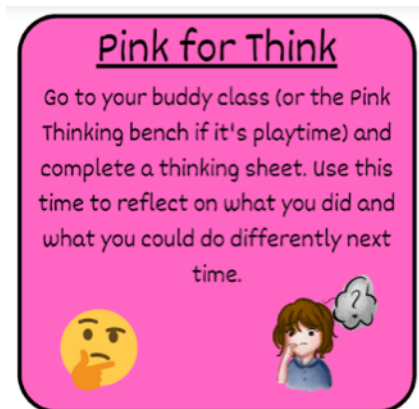 Pink for Think
Go to your buddy class (or the Pink
Thinking bench if it's playtime) and
complete a thinking sheet. Use this
time to reflect on what you did and
what you could do differently next
time.
?